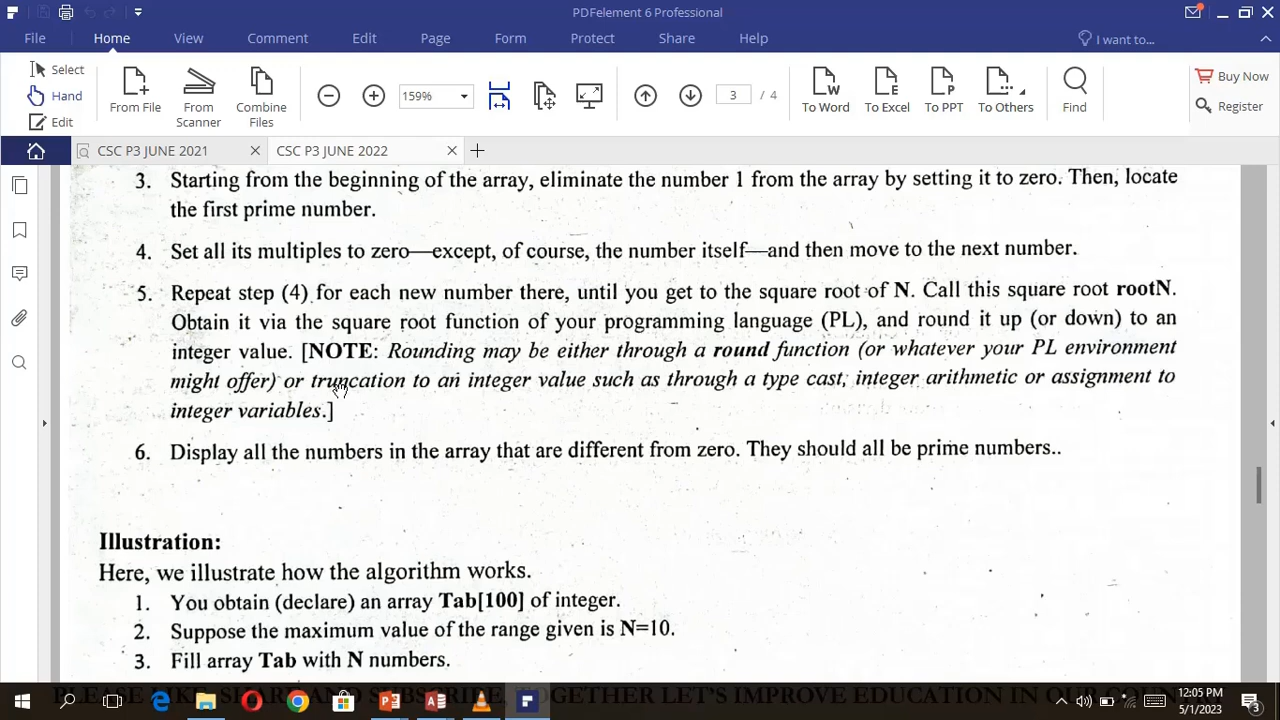 PDFelement 6 Professional
File Home View Comment Edit Page Form Protect Share Help I want to...
Select
Hand
Edit
From File
From Scanner
Combine Files
159%
3 / 4
To Word
To Excel
To PPT
To Others
Find
Buy Now
Register
CSC P3 JUNE 2021
CSC P3 JUNE 2022
3. Starting from the beginning of the array, eliminate the number 1 from the array by setting it to zero. Then, locate
the first prime number.
4. Set all its multiples to zero—except, of course, the number itself—and then move to the next number.
5. Repeat step (4) for each new number there, until you get to the square root of N. Call this square root rootN.
Obtain it via the square root function of your programming language (PL), and round it up (or down) to an
integer value. [NOTE: Rounding may be either through a round function (or whatever your PL environment
might offer) or truncation to an integer value such as through a type cast, integer arithmetic or assignment to
integer variables.]
6. Display all the numbers in the array that are different from zero. They should all be prime numbers..
Illustration:
Here, we illustrate how the algorithm works.
1. You obtain (declare) an array Tab[100] of integer.
2. Suppose the maximum value of the range given is N=10.
3. Fill array Tab with N numbers.
12:05 PM
5/1/2023
3